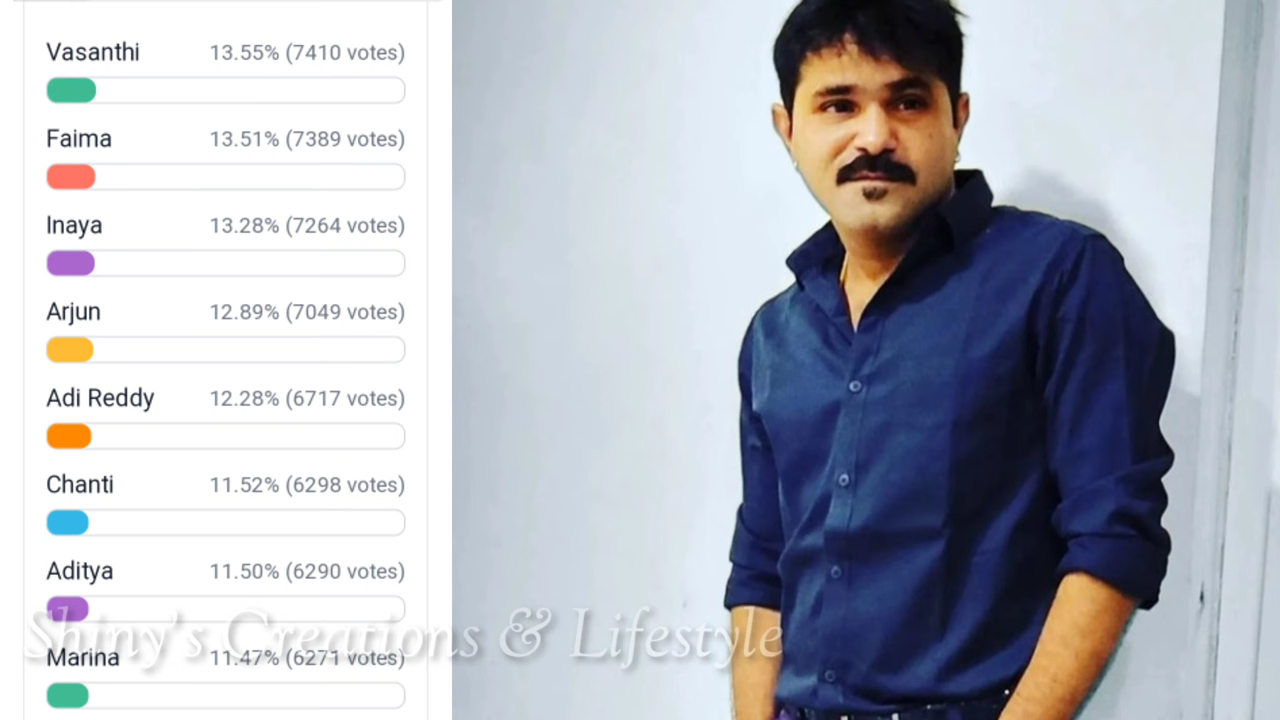 Vasanthi 13.55% (7410 votes)
Faima 13.51% (7389 votes)
Inaya 13.28% (7264 votes)
Arjun 12.89% (7049 votes)
Adi Reddy 12.28% (6717 votes)
Chanti 11.52% (6298 votes)
Aditya 11.50% (6290 votes)
Shiny's Creations & Lifestyle
Marina 11.47% (6271 votes)